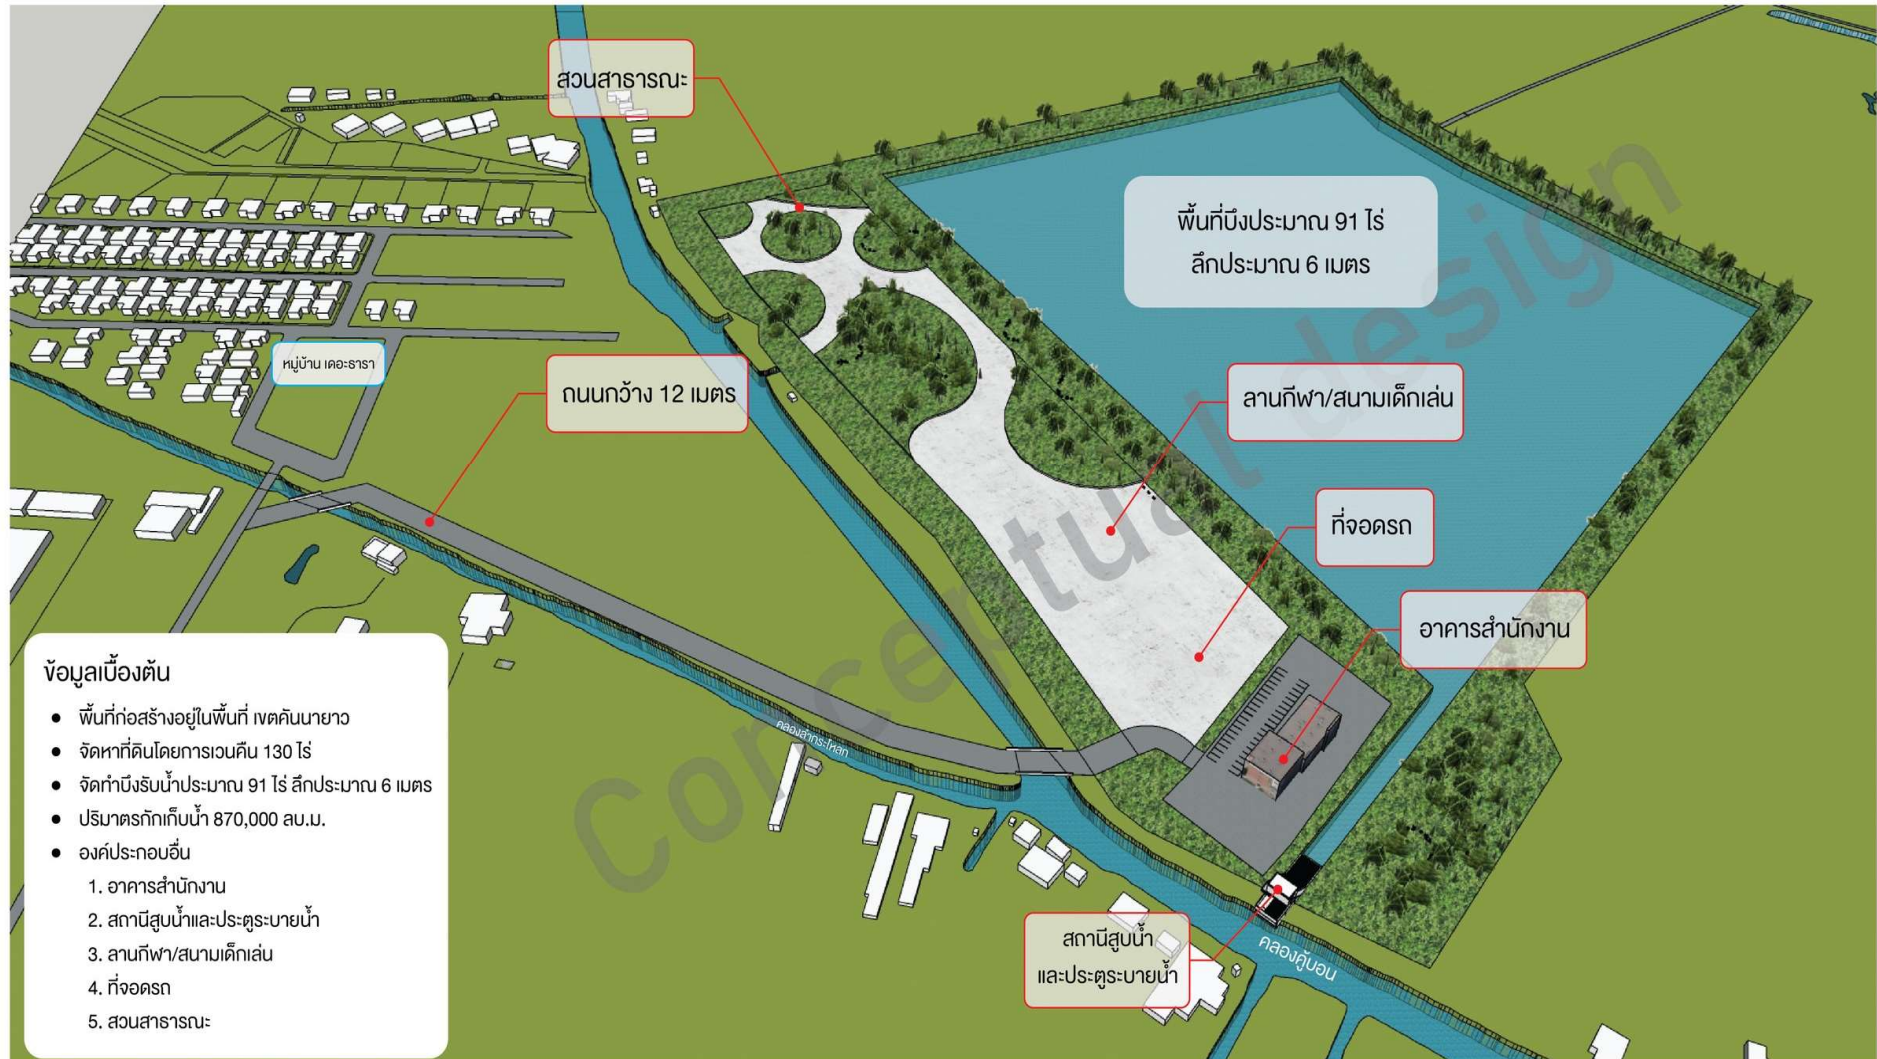 สวนสาธารณะ
พื้นที่บึงประมาณ 91 ไร่
ลึกประมาณ 6 เมตร
หมู่บ้าน เดอะธารา
ถนนกว้าง 12 เมตร
ลานกีฬา/สนามเด็กเล่น
ที่จอดรถ
อาคารสำนักงาน
Conceptual design
คลองลำกระโหลก
สถานีสูบน้ำ
และประตูระบายน้ำ
คลองคู้บอน
ข้อมูลเบื้องต้น
● พื้นที่ก่อสร้างอยู่ในพื้นที่ เขตคันนายาว
● จัดหาที่ดินโดยการเวนคืน 130 ไร่
● จัดทำบึงรับน้ำประมาณ 91 ไร่ ลึกประมาณ 6 เมตร
● ปริมาตรกักเก็บน้ำ 870,000 ลบ.ม.
● องค์ประกอบอื่น
1. อาคารสำนักงาน
2. สถานีสูบน้ำและประตูระบายน้ำ
3. ลานกีฬา/สนามเด็กเล่น
4. ที่จอดรถ
5. สวนสาธารณะ